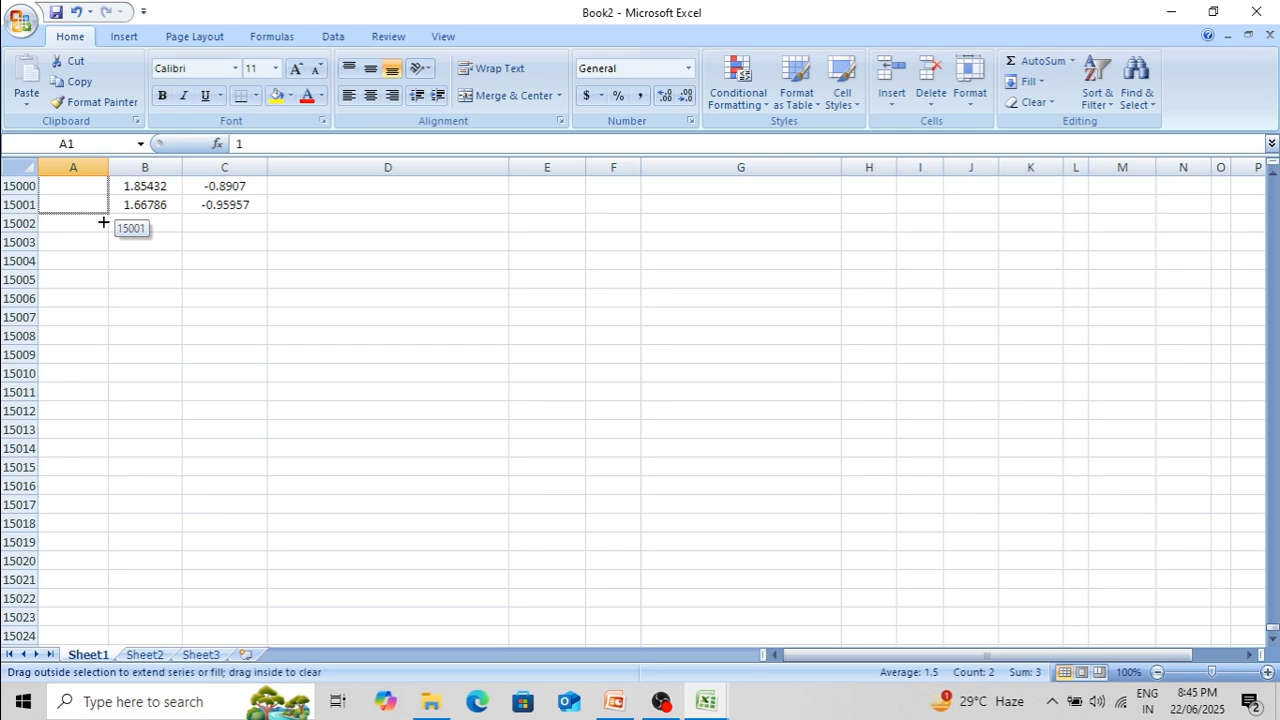 Book2 - Microsoft Excel
Home Insert Page Layout Formulas Data Review View
Paste
Cut
Copy
Format Painter
Clipboard
Calibri 11
B I U
Font
Wrap Text
Merge & Center
Alignment
General
$ % ,
Number
Conditional Formatting
Format as Table
Cell Styles
Styles
Insert Delete Format
Cells
Σ AutoSum
Fill
Clear
Sort & Filter
Find & Select
Editing
A1 fx 1
A B C D E F G H I J K L M N O P
15000 1.85432 -0.8907
15001 1.66786 -0.95957
15002
15001
15003
15004
15005
15006
15007
15008
15009
15010
15011
15012
15013
15014
15015
15016
15017
15018
15019
15020
15021
15022
15023
15024
Sheet1 Sheet2 Sheet3
Drag outside selection to extend series or fill; drag inside to clear Average: 1.5 Count: 2 Sum: 3 100%
Type here to search 29°C Haze ENG IN 8:45 PM 22/06/2025 2